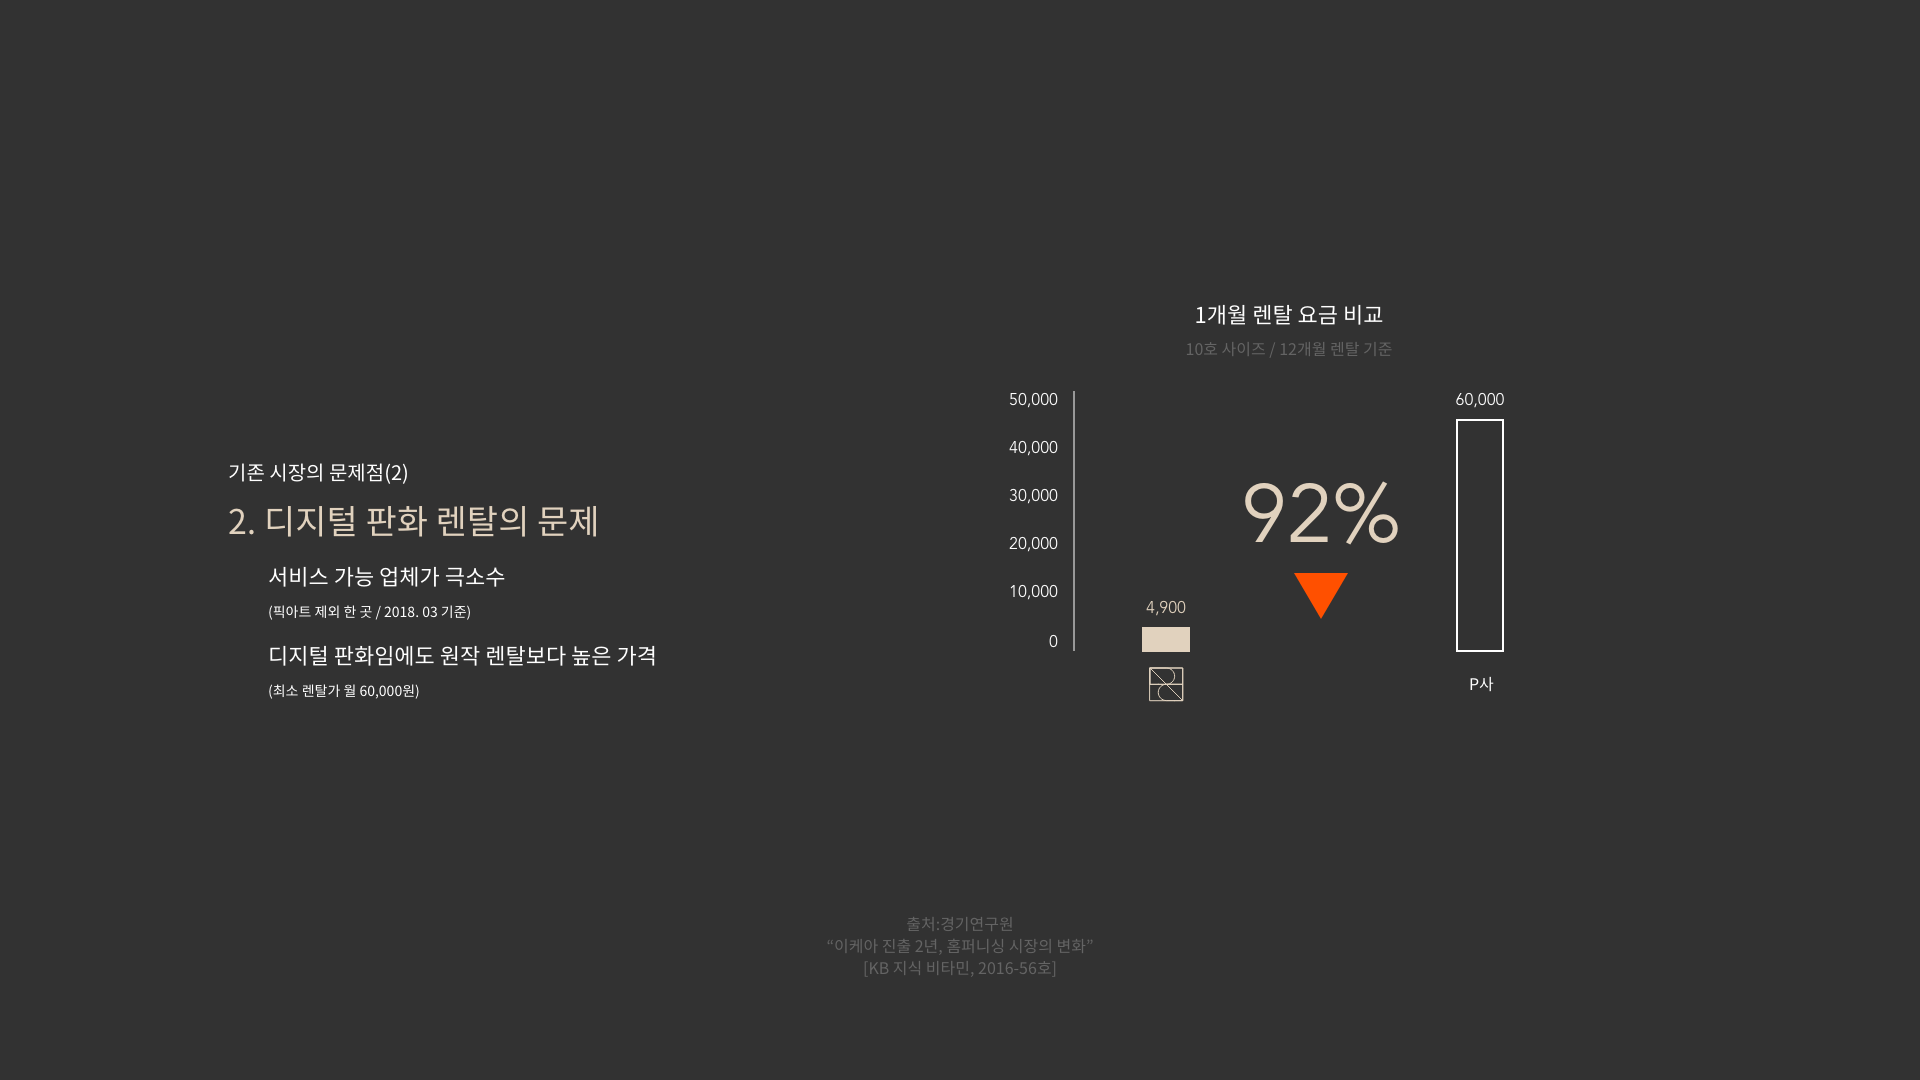 기존 시장의 문제점(2)
2. 디지털 판화 렌탈의 문제
서비스 가능 업체가 극소수
(픽아트 제외 한 곳 / 2018. 03 기준)
디지털 판화임에도 원작 렌탈보다 높은 가격
(최소 렌탈가 월 60,000원)
1개월 렌탈 요금 비교
10호 사이즈 / 12개월 렌탈 기준
50,000
40,000
30,000
20,000
10,000
0
4,900
92%
60,000
P사
출처:경기연구원
“이케아 진출 2년, 홈퍼니싱 시장의 변화”
[KB 지식 비타민, 2016-56호]